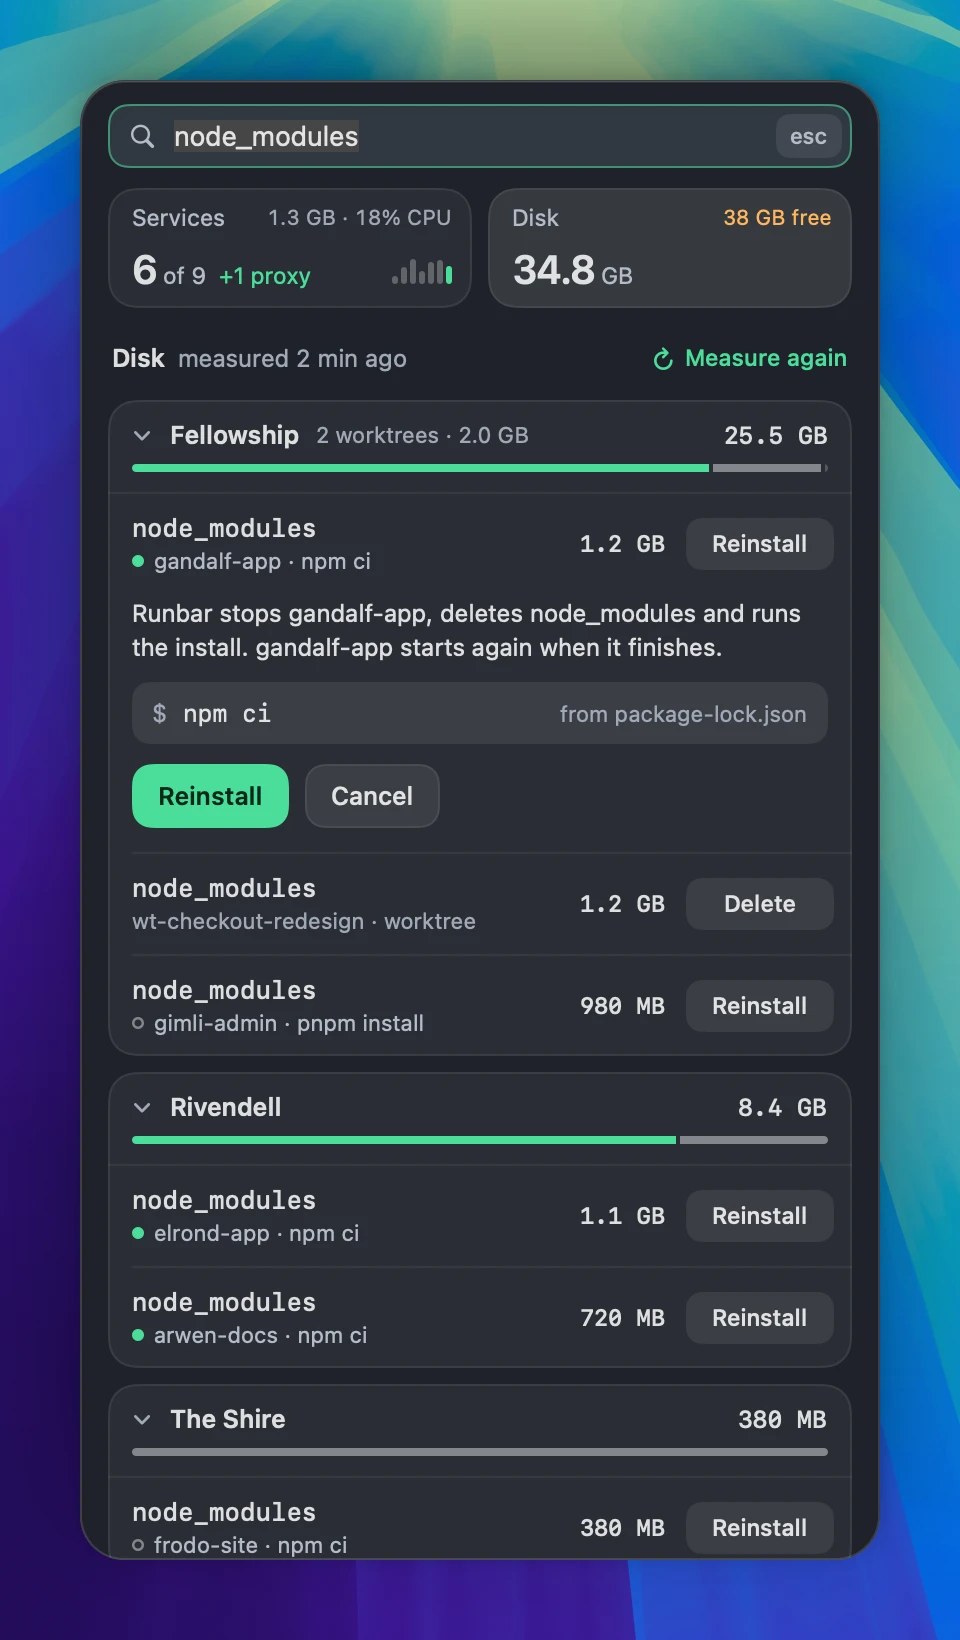 node_modules esc
Services 1.3 GB · 18% CPU
6 of 9 +1 proxy
Disk 38 GB free
34.8 GB
Disk measured 2 min ago Measure again
Fellowship 2 worktrees · 2.0 GB 25.5 GB
node_modules
gandalf-app · npm ci
1.2 GB Reinstall
Runbar stops gandalf-app, deletes node_modules and runs
the install. gandalf-app starts again when it finishes.
$ npm ci from package-lock.json
Reinstall Cancel
node_modules
wt-checkout-redesign · worktree
1.2 GB Delete
node_modules
gimli-admin · pnpm install
980 MB Reinstall
Rivendell 8.4 GB
node_modules
elrond-app · npm ci
1.1 GB Reinstall
node_modules
arwen-docs · npm ci
720 MB Reinstall
The Shire 380 MB
node_modules
frodo-site · npm ci
380 MB Reinstall